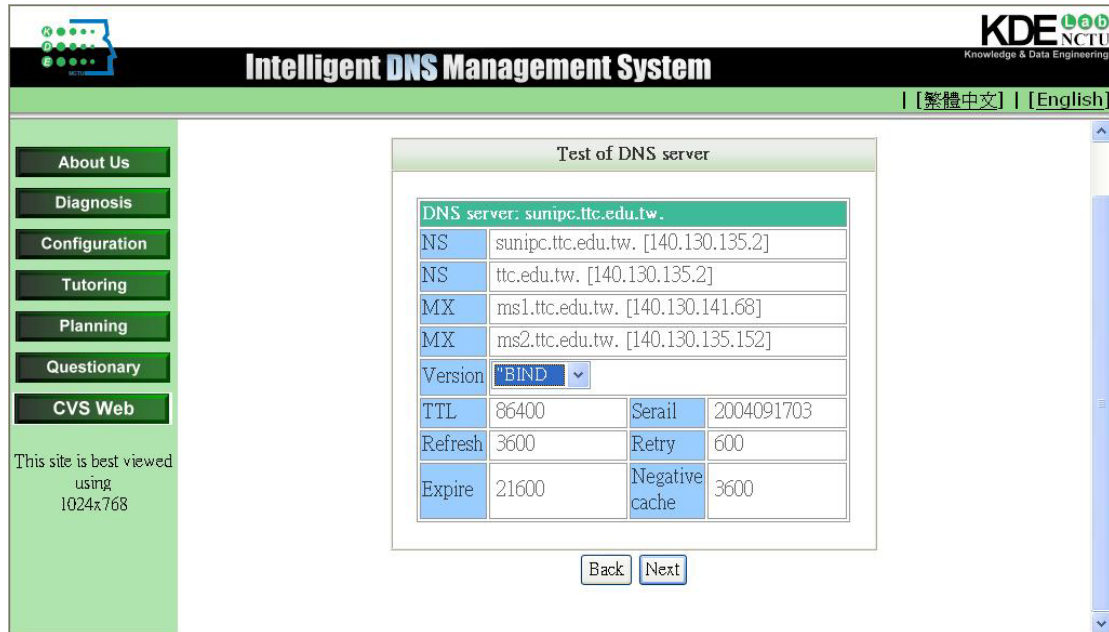 K
D
E
NCTU
KDE Lab
NCTU
Knowledge & Data Engineering
Intelligent DNS Management System
| [繁體中文] | [English]
About Us
Diagnosis
Configuration
Tutoring
Planning
Questionary
CVS Web
This site is best viewed
using
1024x768
Test of DNS server
DNS server: sunipc.ttc.edu.tw.
NS sunipc.ttc.edu.tw. [140.130.135.2]
NS ttc.edu.tw. [140.130.135.2]
MX ms1.ttc.edu.tw. [140.130.141.68]
MX ms2.ttc.edu.tw. [140.130.135.152]
Version "BIND
TTL 86400 Serail 2004091703
Refresh 3600 Retry 600
Expire 21600 Negative cache 3600
Back Next